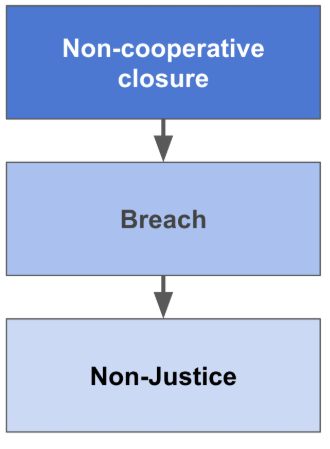 Non-cooperative
closure
Breach
Non-Justice